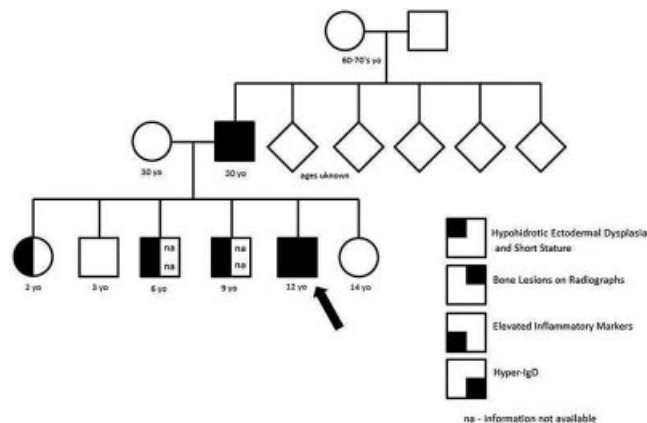 60-70's yo
30 yo
30 yo
ages uknown
na
na
na
na
2 yo
3 yo
6 yo
9 yo
12 yo
14 yo
Hypohidrotic Ectodermal Dysplasia
and Short Stature
Bone Lesions on Radiographs
Elevated Inflammatory Markers
Hyper-IgD
na - Information not available